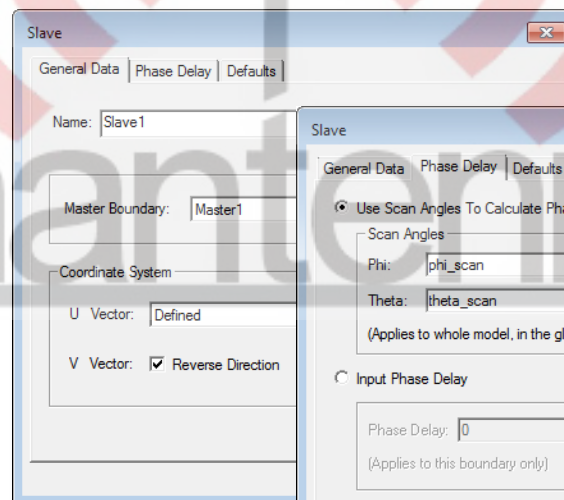 Slave
General Data Phase Delay Defaults
Name: Slave1
Master Boundary: Master1
Coordinate System
U Vector: Defined
V Vector: Reverse Direction
Slave
General Data Phase Delay Defaults
Use Scan Angles To Calculate
Scan Angles
Phi: phi_scan
Theta: theta_scan
(Applies to whole model, in the
Input Phase Delay
Phase Delay: 0
(Applies to this boundary only)